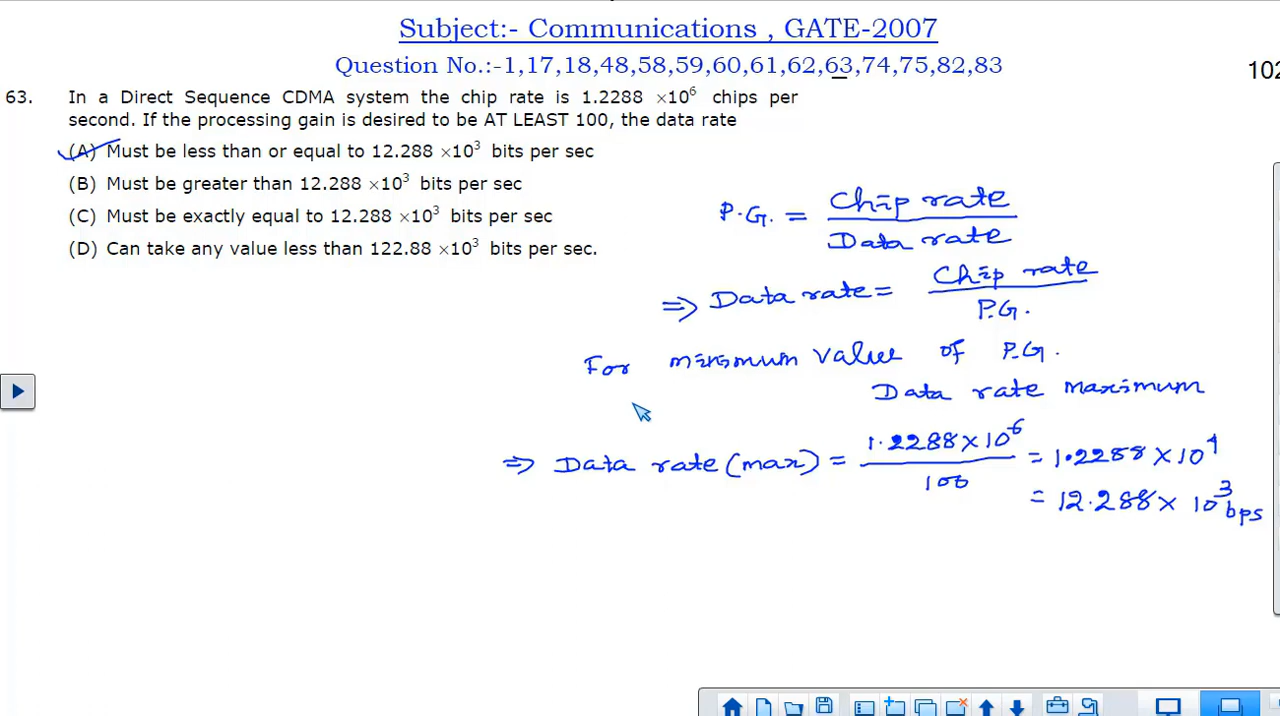 Subject:- Communications , GATE-2007
Question No.:-1,17,18,48,58,59,60,61,62,63,74,75,82,83
102
63. In a Direct Sequence CDMA system the chip rate is 1.2288 ×10⁶ chips per
second. If the processing gain is desired to be AT LEAST 100, the data rate
(A) Must be less than or equal to 12.288 ×10³ bits per sec
(B) Must be greater than 12.288 ×10³ bits per sec
(C) Must be exactly equal to 12.288 ×10³ bits per sec
(D) Can take any value less than 122.88 ×10³ bits per sec.
P.G. = Chip rate / Data rate
⇒ Data rate = Chip rate / P.G.
For minimum value of P.G.
Data rate maximum
⇒ Data rate (max) = 1.2288×10⁶ / 100 = 1.2288×10⁴
= 12.288× 10³ bps